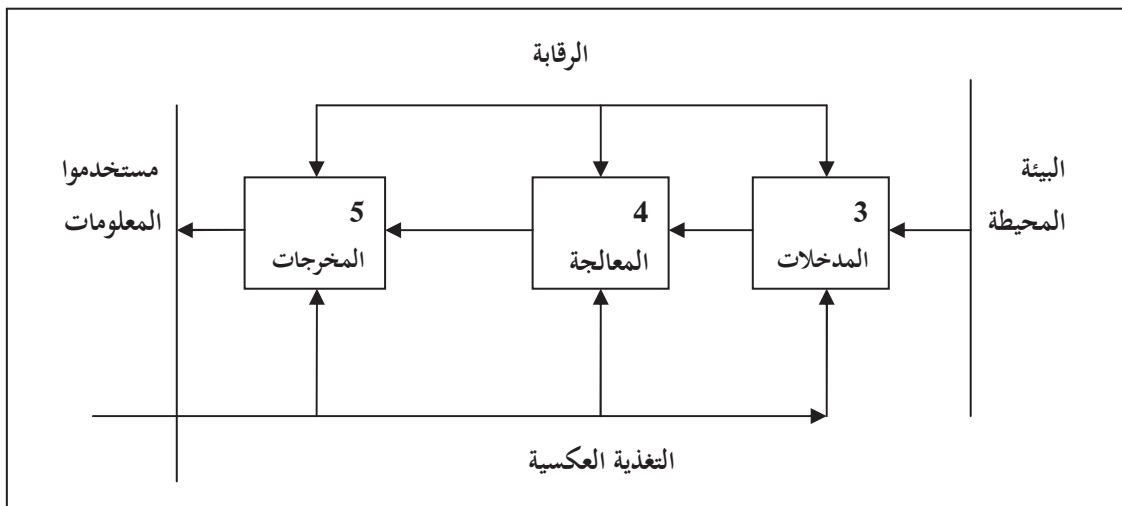 الرقابة
البيئة
المحيطة
3
المدخلات
4
المعالجة
5
المخرجات
مستخدموا
المعلومات
التغذية العكسية